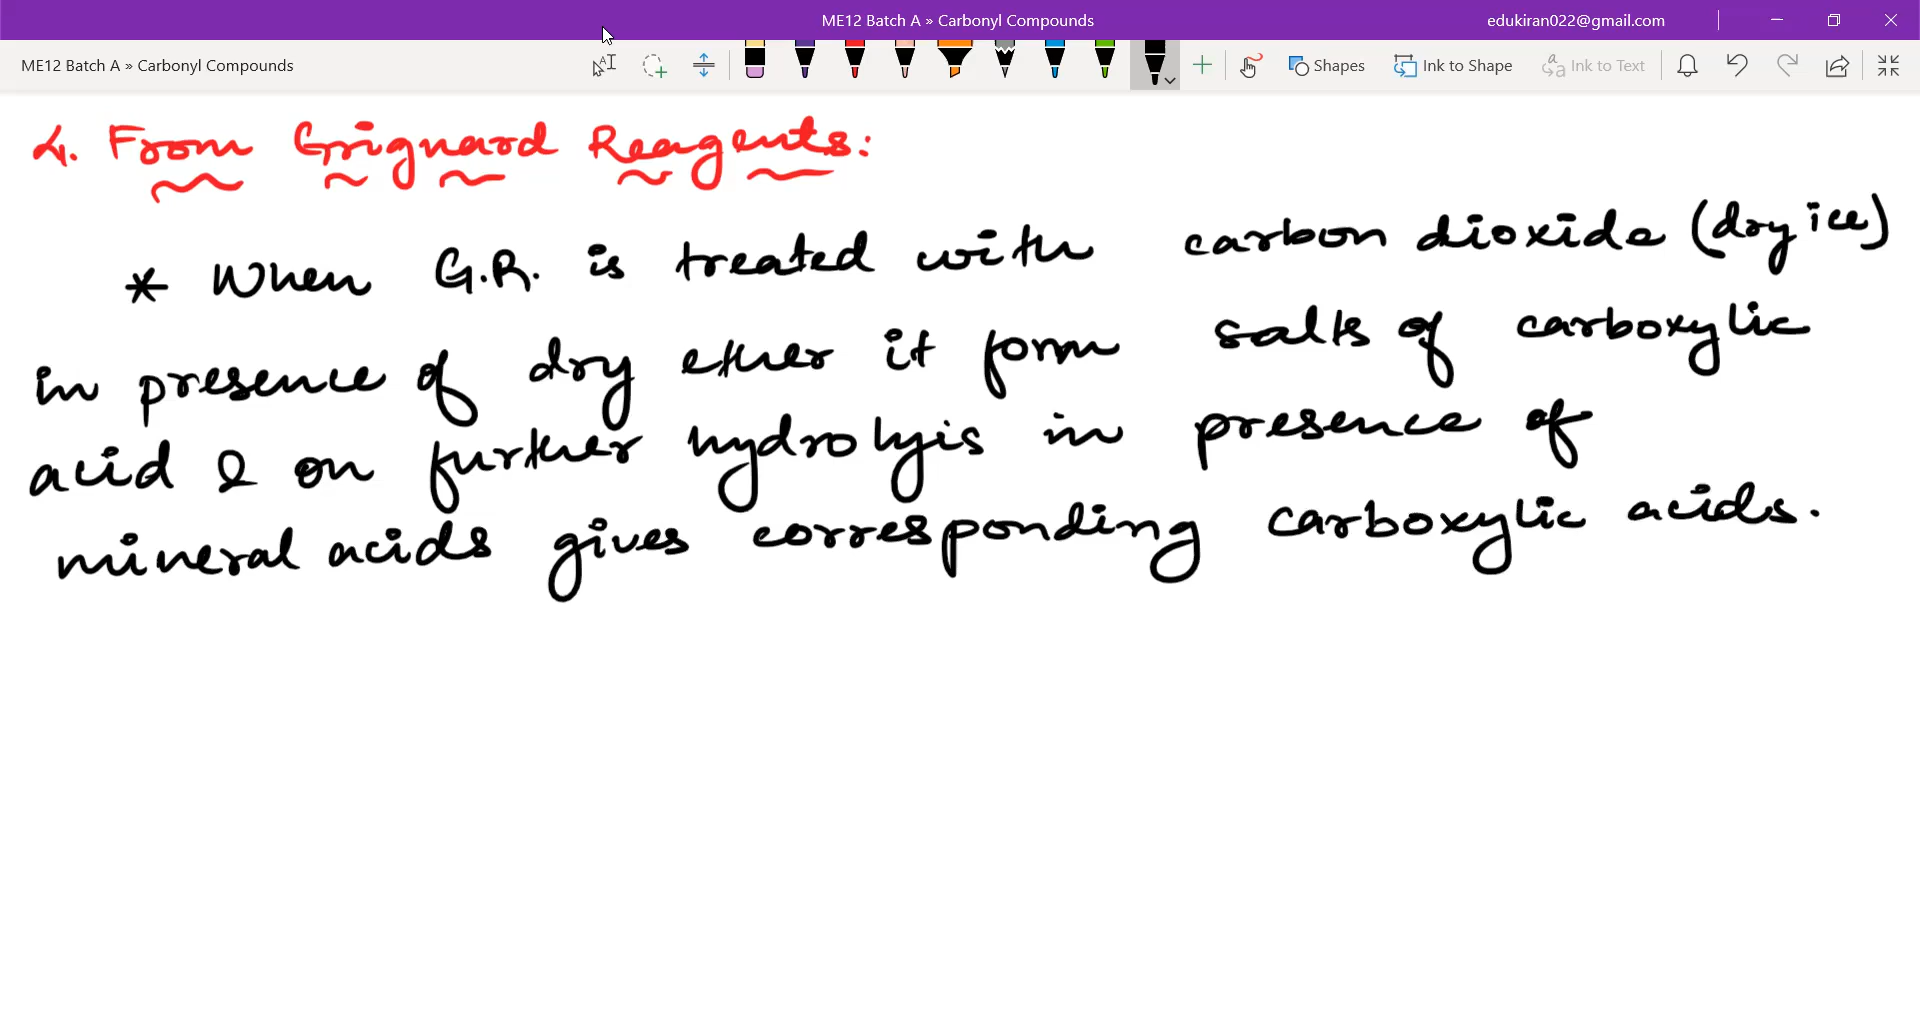 ME12 Batch A » Carbonyl Compounds
edukiran022@gmail.com
ME12 Batch A » Carbonyl Compounds
Shapes
Ink to Shape
Ink to Text
4. From Grignard Reagents:
* When G.R. is treated with carbon dioxide (dry ice)
in presence of dry ether it form salts of carboxylic
acid & on further hydrolyis in presence of
mineral acids gives corresponding carboxylic acids.